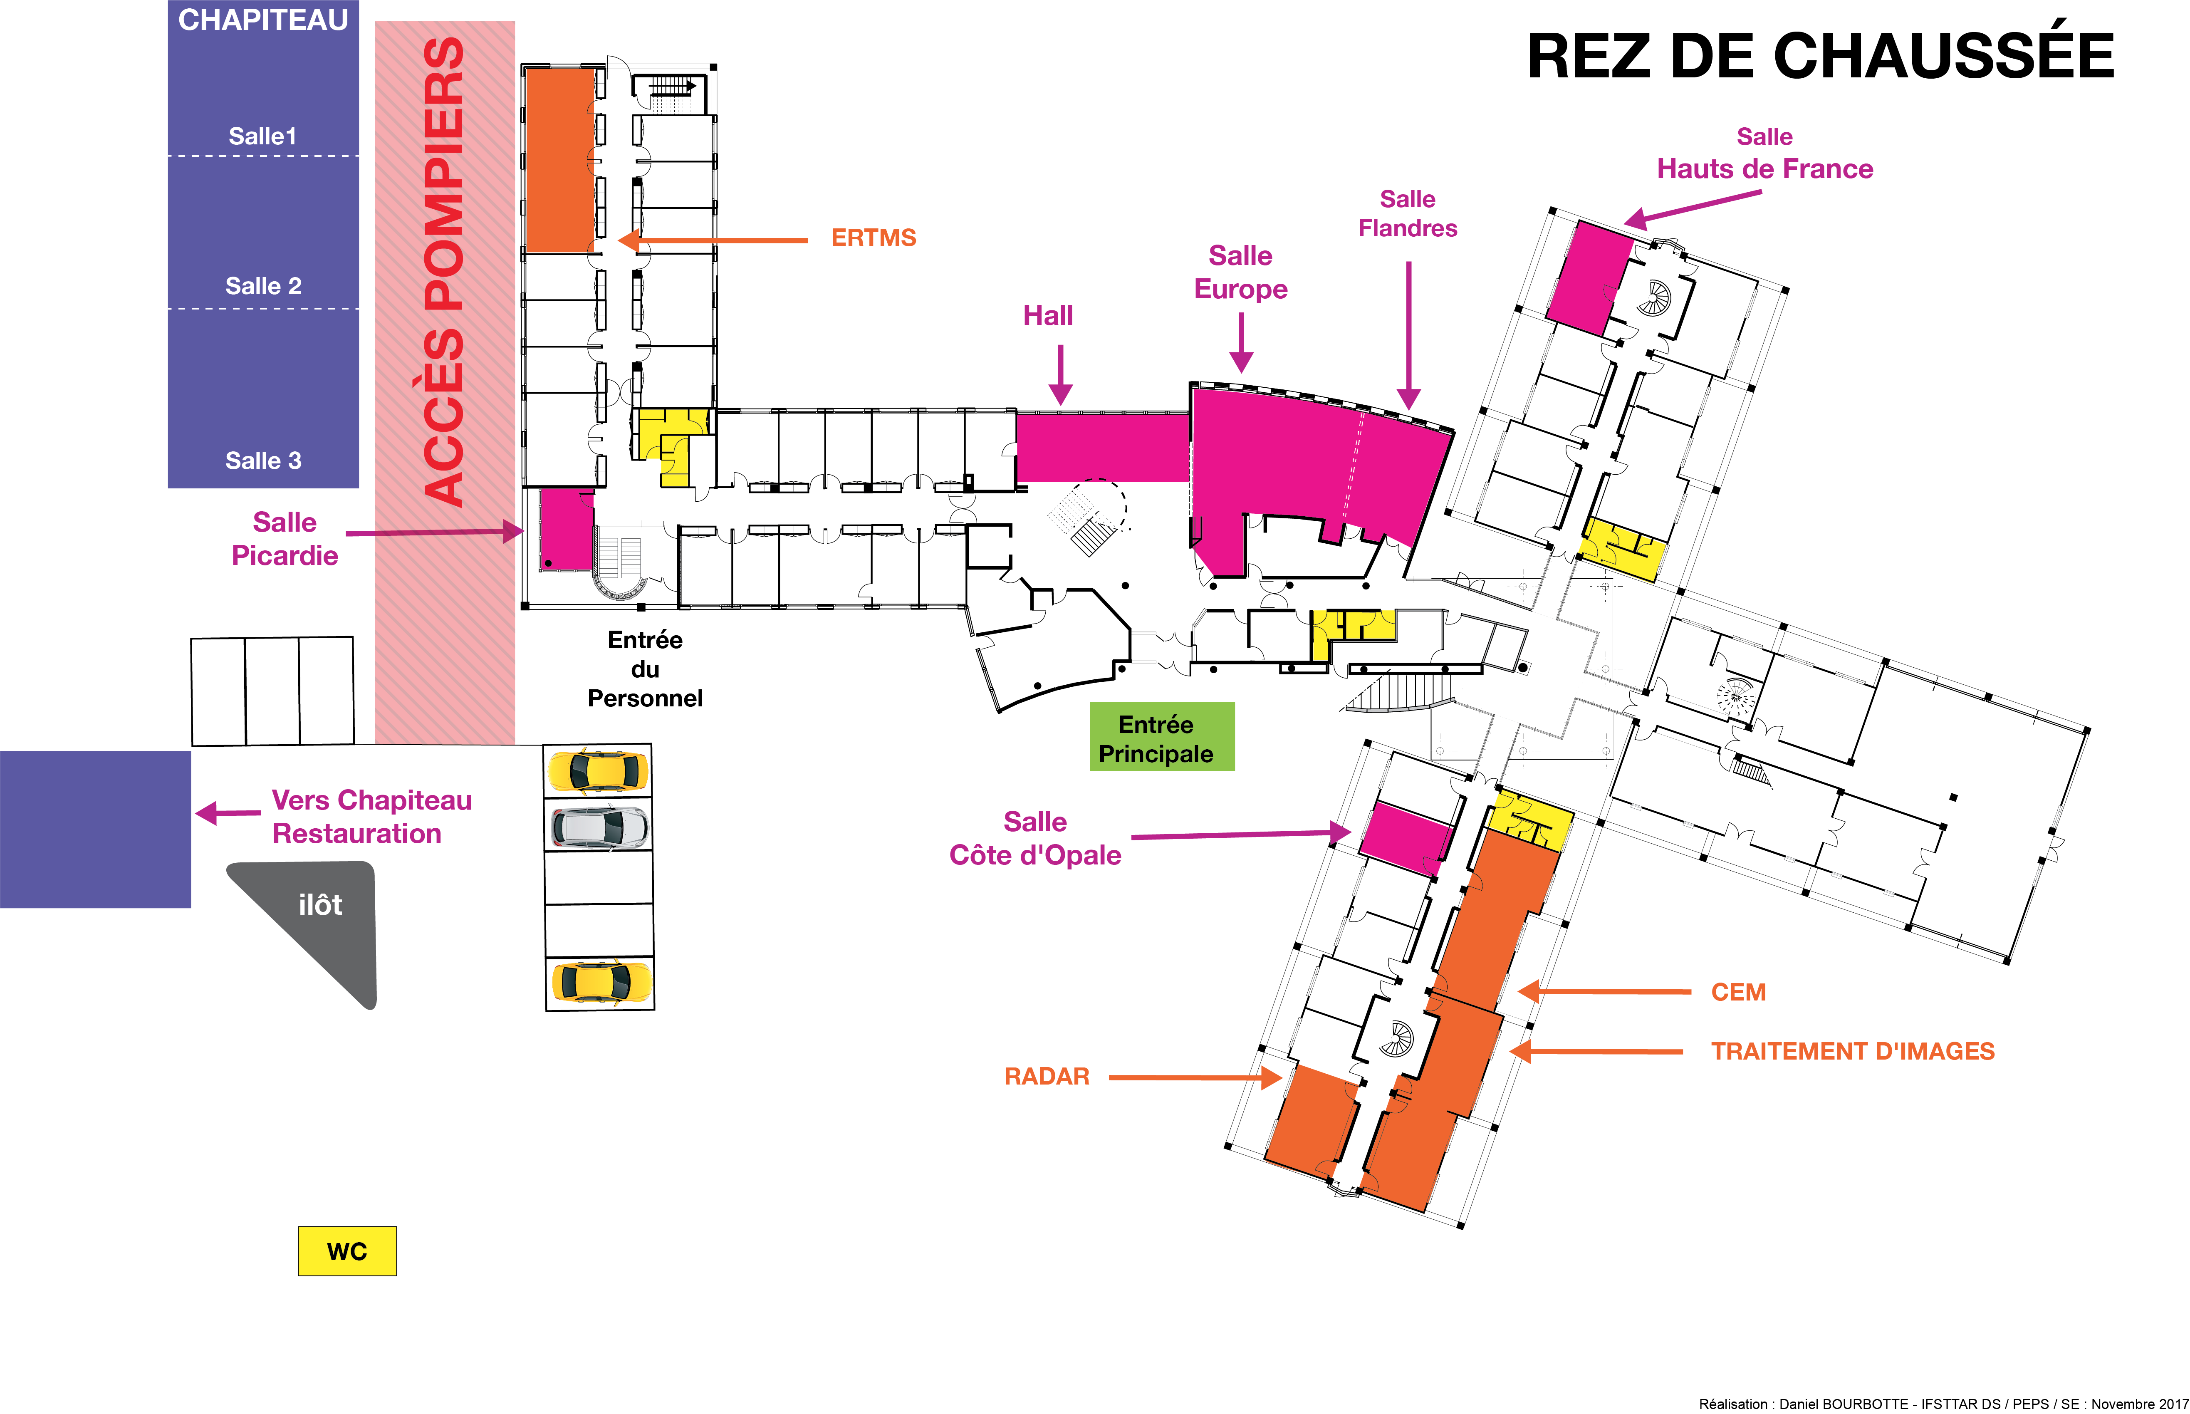 CHAPITEAU
Salle1
Salle 2
Salle 3
ACCÈS POMPIERS
REZ DE CHAUSSÉE
Salle
Hauts de France
Salle
Flandres
ERTMS
Salle
Europe
Hall
Salle
Picardie
Entrée
du
Personnel
Entrée
Principale
Vers Chapiteau
Restauration
ilôt
Salle
Côte d'Opale
CEM
TRAITEMENT D'IMAGES
RADAR
WC
Réalisation : Daniel BOURBOTTE - IFSTTAR DS / PEPS / SE : Novembre 2017